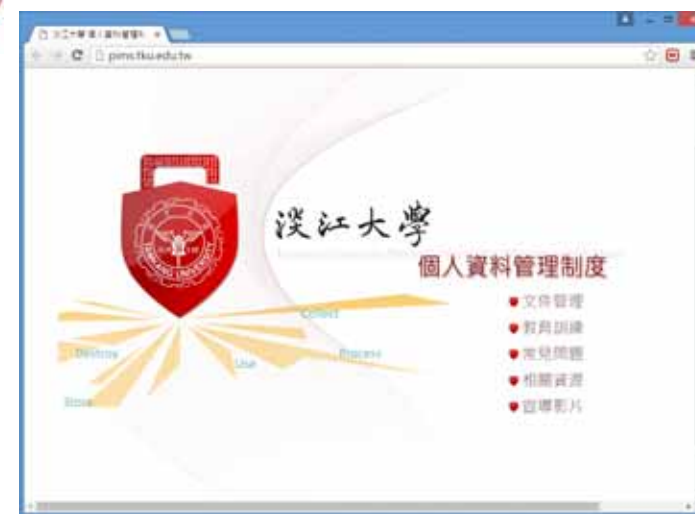 pims.tku.edu.tw
TAMKANG UNIVERSITY
淡江大學
個人資料管理制度
文件管理
教育訓練
常見問題
相關資源
宣導影片
Collect
Destroy
Use
Process
Store